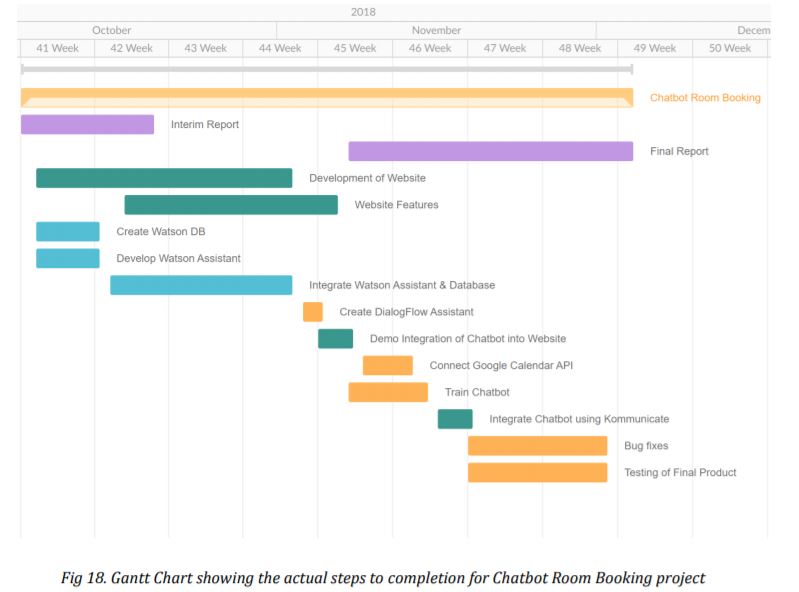 2018
October November Decem
41 Week 42 Week 43 Week 44 Week 45 Week 46 Week 47 Week 48 Week 49 Week 50 Week
Chatbot Room Booking
Interim Report
Final Report
Development of Website
Website Features
Create Watson DB
Develop Watson Assistant
Integrate Watson Assistant & Database
Create DialogFlow Assistant
Demo Integration of Chatbot into Website
Connect Google Calendar API
Train Chatbot
Integrate Chatbot using Kommunicate
Bug fixes
Testing of Final Product
Fig 18. Gantt Chart showing the actual steps to completion for Chatbot Room Booking project